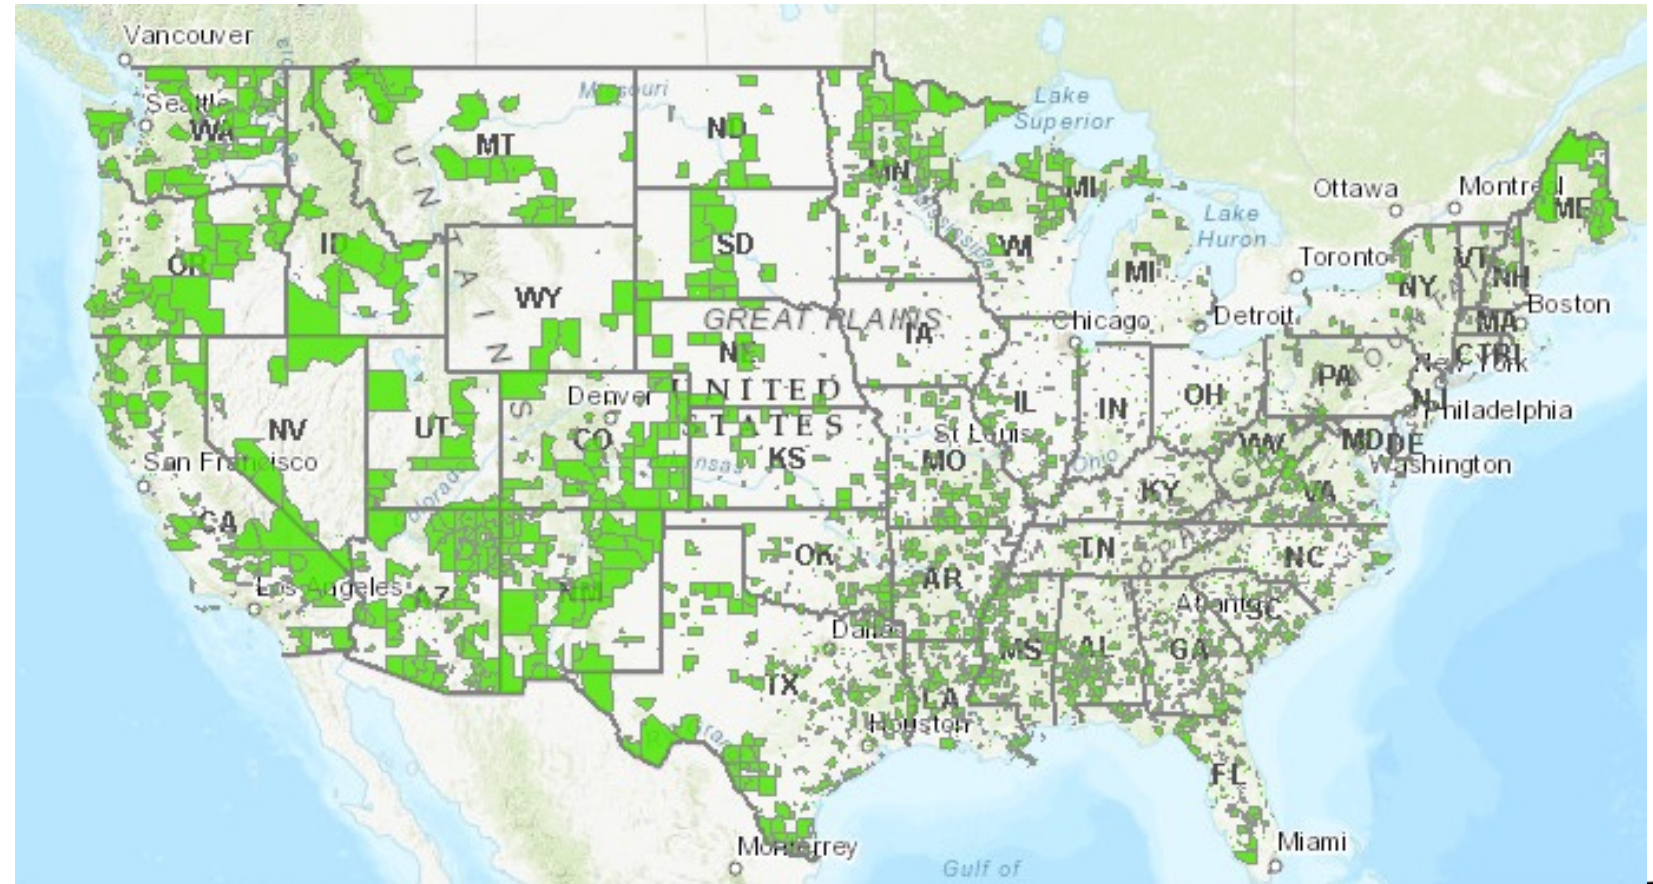 Vancouver
Seattle
WA
Missouri
MT
ND
MN
Lake
Superior
MI
Ottawa
Montreal
ME
Lake
Huron
OR
ID
SD
WI
MI
Toronto
NY
VT
NH
WY
GREAT PLAINS
IA
Chicago
Detroit
Boston
MA
CT
RI
NE
New York
PA
NJ
Philadelphia
UNITED
STATES
Denver
NV
UT
CO
KS
St Louis
MO
IL
IN
OH
Ohio
WV
MD
DE
Washington
San Francisco
CA
Colorado
KY
VA
Los Angeles
AZ
NM
OK
AR
TN
NC
Atlanta
SC
Dallas
TX
LA
MS
AL
GA
Houston
FL
Miami
Monterrey
Gulf of